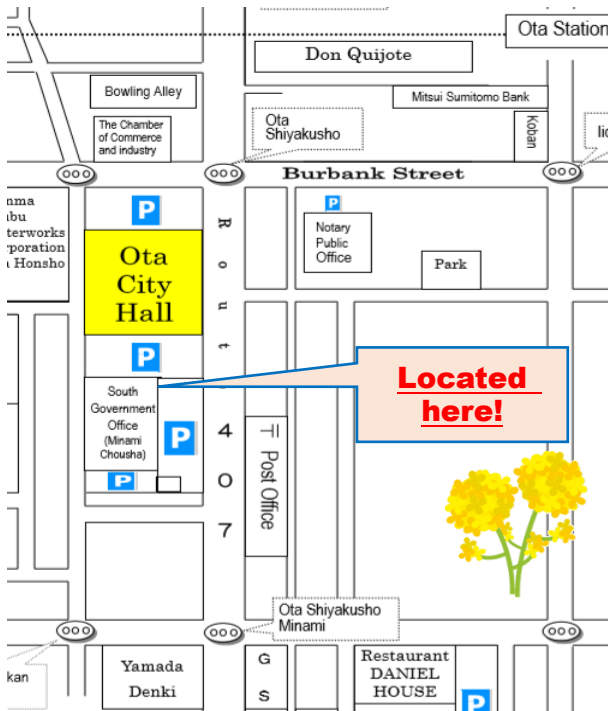 Ota Station
Don Quijote
Bowling Alley
Mitsui Sumitomo Bank
The Chamber
of Commerce
and industry
Ota
Shiyakusho
Koban
Burbank Street
P
P
Notary
Public
Office
Park
Ota
City
Hall
P
Route
407
Located
here!
South
Government
Office
(Minami
Chousha)
P
P
〒 Post Office
Ota Shiyakusho
Minami
Yamada
Denki
G
S
Restaurant
DANIEL
HOUSE
P